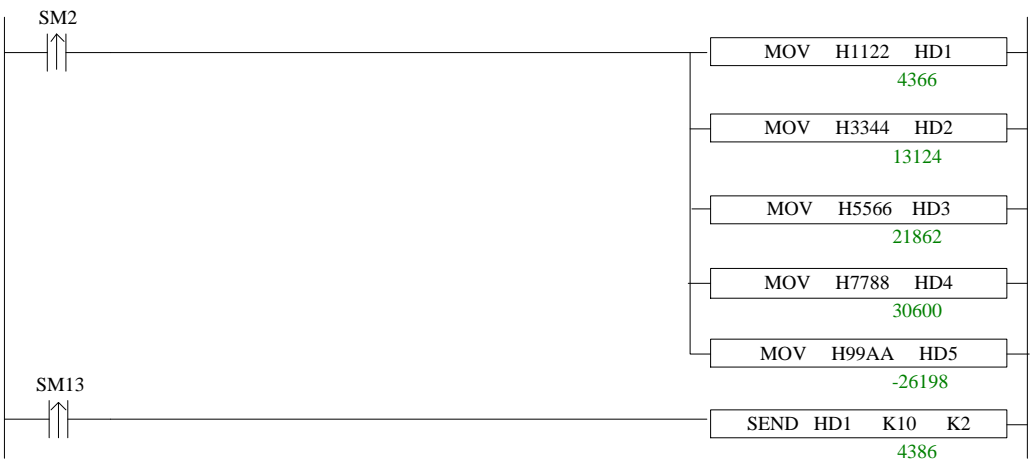 SM2
MOV H1122 HD1
4366
MOV H3344 HD2
13124
MOV H5566 HD3
21862
MOV H7788 HD4
30600
MOV H99AA HD5
-26198
SM13
SEND HD1 K10 K2
4386